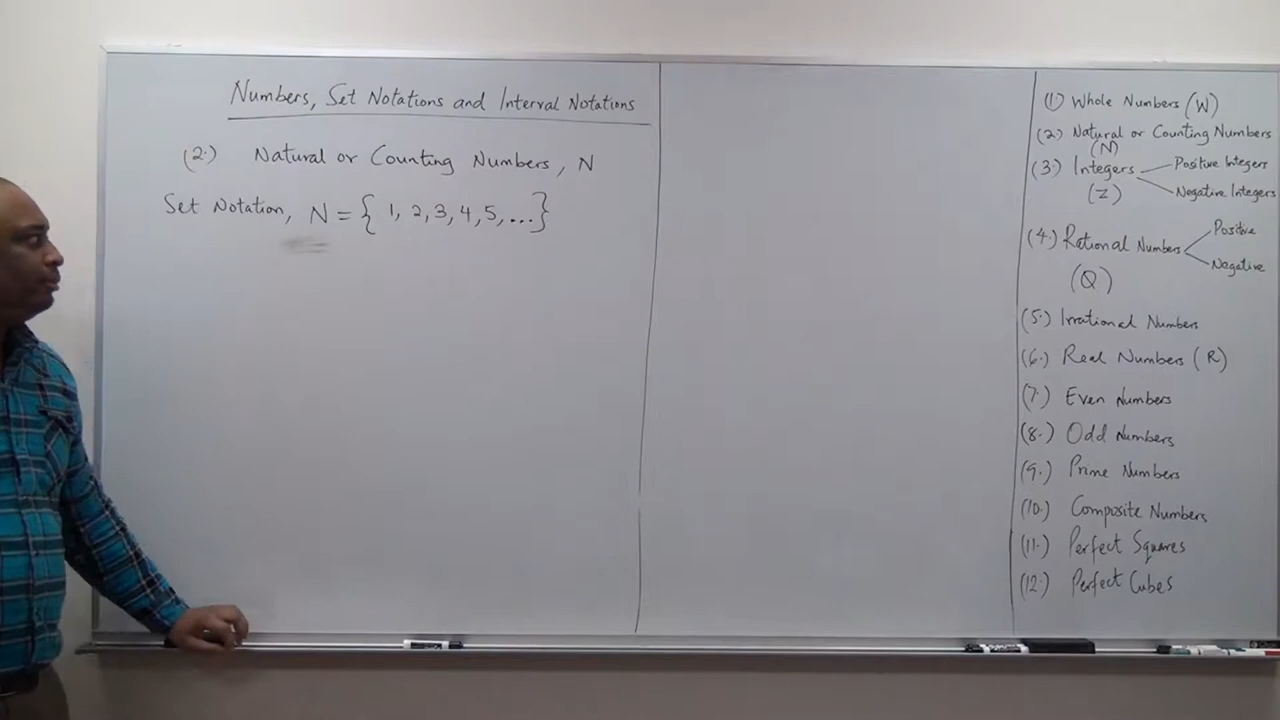 Numbers, Set Notations and Interval Notations
(2.) Natural or Counting Numbers, N
Set Notation, N = { 1, 2, 3, 4, 5, ... }
(1) Whole Numbers (W)
(2.) Natural or Counting Numbers
(N)
(3.) Integers
Positive Integers
Negative Integers
(Z)
(4.) Rational Numbers
Positive
Negative
(Q)
(5.) Irrational Numbers
(6.) Real Numbers (R)
(7.) Even Numbers
(8.) Odd Numbers
(9.) Prime Numbers
(10.) Composite Numbers
(11.) Perfect Squares
(12.) Perfect Cubes